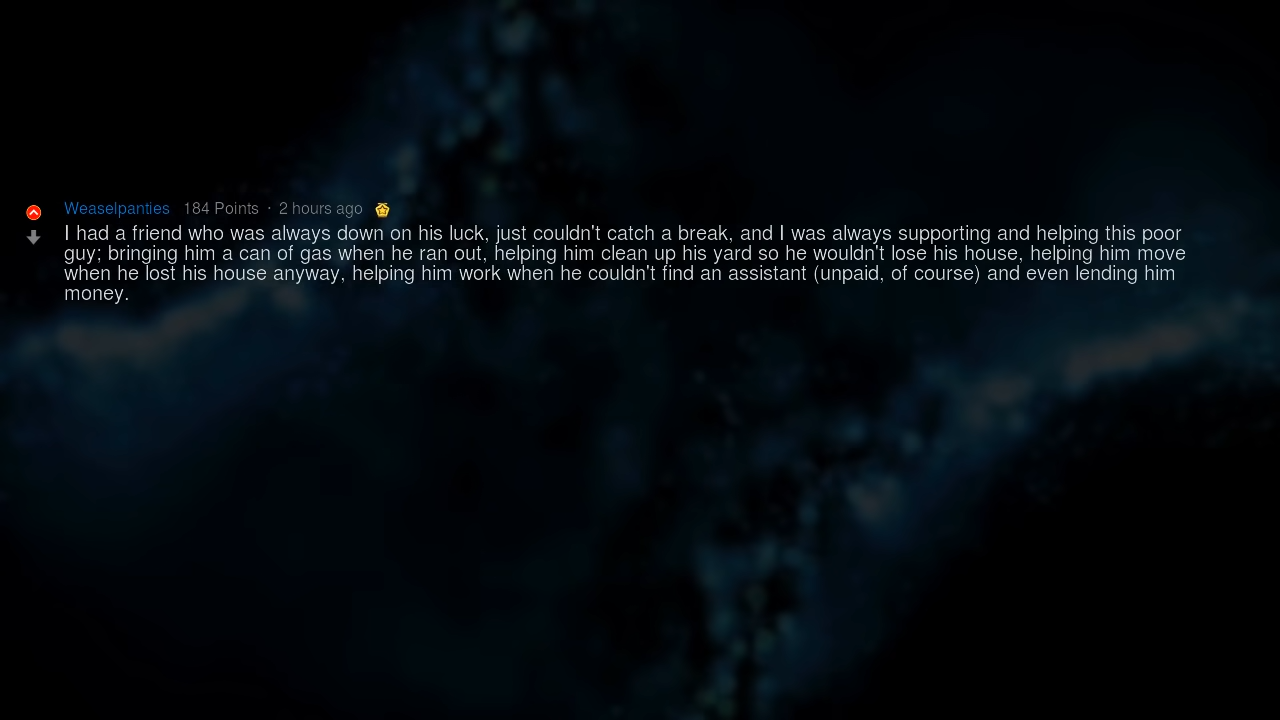 Weaselpanties 184 Points · 2 hours ago
I had a friend who was always down on his luck, just couldn't catch a break, and I was always supporting and helping this poor
guy; bringing him a can of gas when he ran out, helping him clean up his yard so he wouldn't lose his house, helping him move
when he lost his house anyway, helping him work when he couldn't find an assistant (unpaid, of course) and even lending him
money.